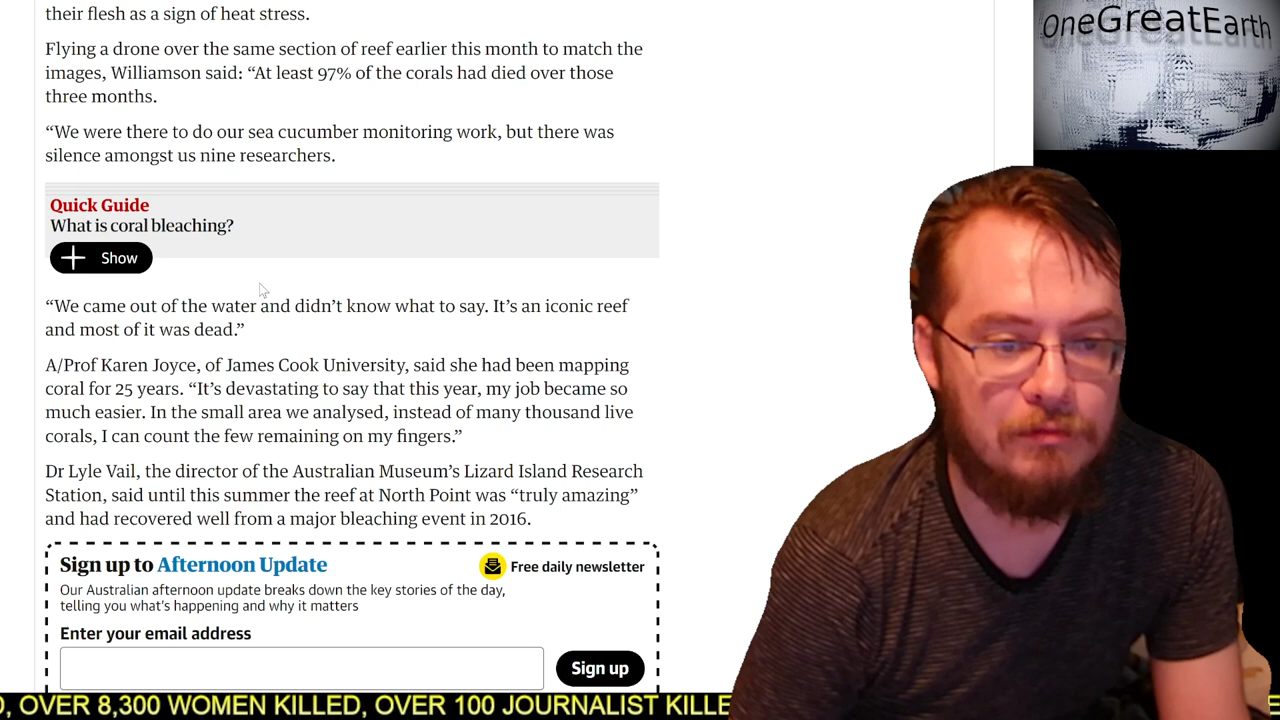 their flesh as a sign of heat stress.
Flying a drone over the same section of reef earlier this month to match the
images, Williamson said: “At least 97% of the corals had died over those
three months.
“We were there to do our sea cucumber monitoring work, but there was
silence amongst us nine researchers.
Quick Guide
What is coral bleaching?
Show
“We came out of the water and didn’t know what to say. It’s an iconic reef
and most of it was dead.”
A/Prof Karen Joyce, of James Cook University, said she had been mapping
coral for 25 years. “It’s devastating to say that this year, my job became so
much easier. In the small area we analysed, instead of many thousand live
corals, I can count the few remaining on my fingers.”
Dr Lyle Vail, the director of the Australian Museum’s Lizard Island Research
Station, said until this summer the reef at North Point was “truly amazing”
and had recovered well from a major bleaching event in 2016.
Sign up to Afternoon Update
Free daily newsletter
Our Australian afternoon update breaks down the key stories of the day,
telling you what's happening and why it matters
Enter your email address
Sign up
OneGreatEarth
, OVER 8,300 WOMEN KILLED, OVER 100 JOURNALIST KILLE